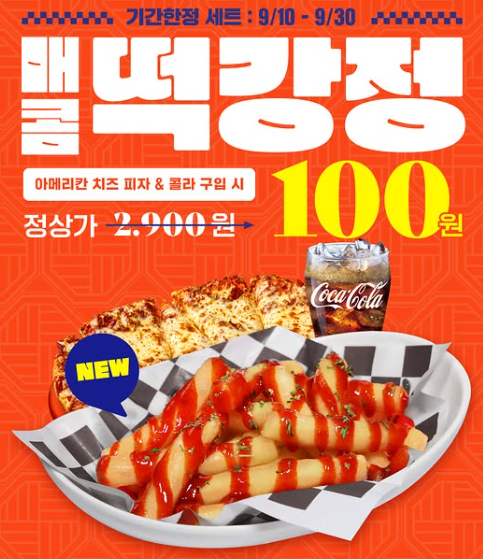 기간한정 세트 : 9/10 - 9/30
매콤 떡강정
아메리칸 치즈 피자 & 콜라 구입 시
정상가 2.900원 100원
Coca-Cola
NEW